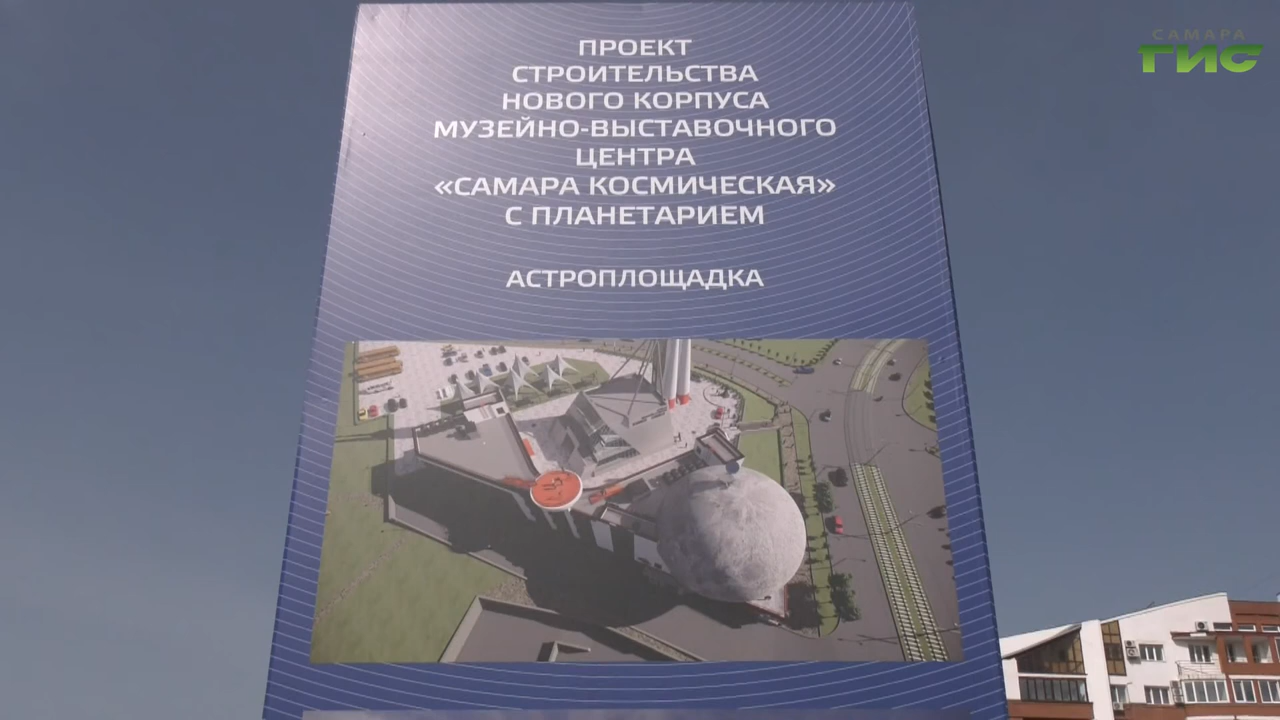 САМАРА
ГИС
ПРОЕКТ
СТРОИТЕЛЬСТВА
НОВОГО КОРПУСА
МУЗЕЙНО-ВЫСТАВОЧНОГО
ЦЕНТРА
«САМАРА КОСМИЧЕСКАЯ»
С ПЛАНЕТАРИЕМ
АСТРОПЛОЩАДКА